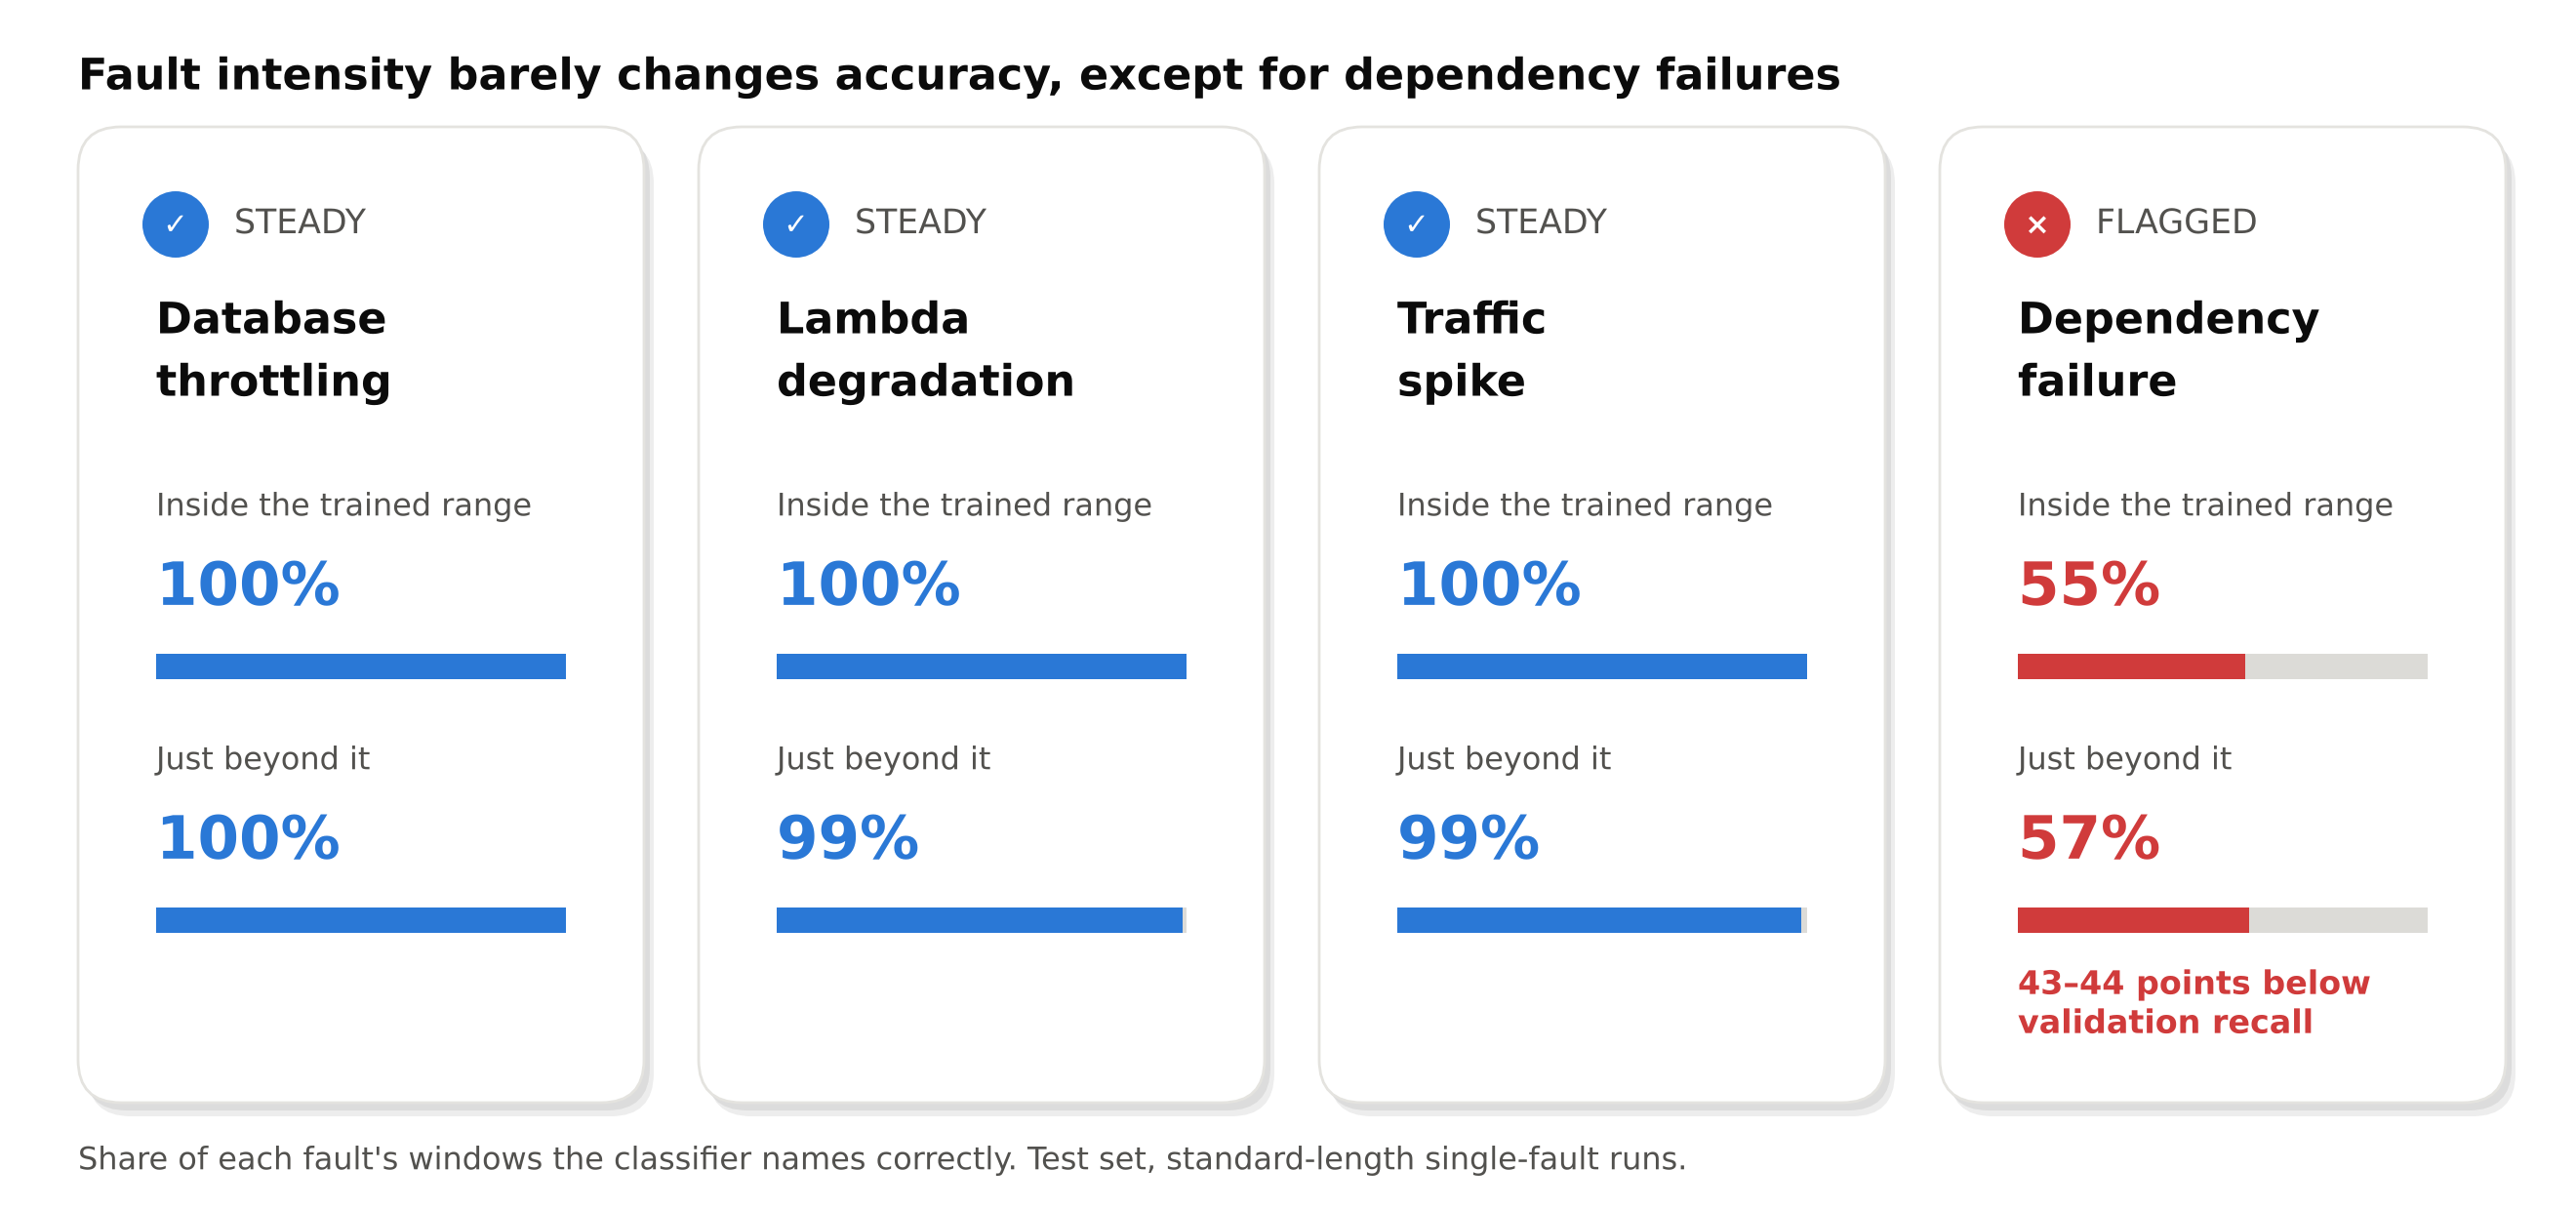 Fault intensity barely changes accuracy, except for dependency failures
✓ STEADY
Database
throttling
Inside the trained range
100%
Just beyond it
100%
✓ STEADY
Lambda
degradation
Inside the trained range
100%
Just beyond it
99%
✓ STEADY
Traffic
spike
Inside the trained range
100%
Just beyond it
99%
× FLAGGED
Dependency
failure
Inside the trained range
55%
Just beyond it
57%
43–44 points below
validation recall
Share of each fault's windows the classifier names correctly. Test set, standard-length single-fault runs.